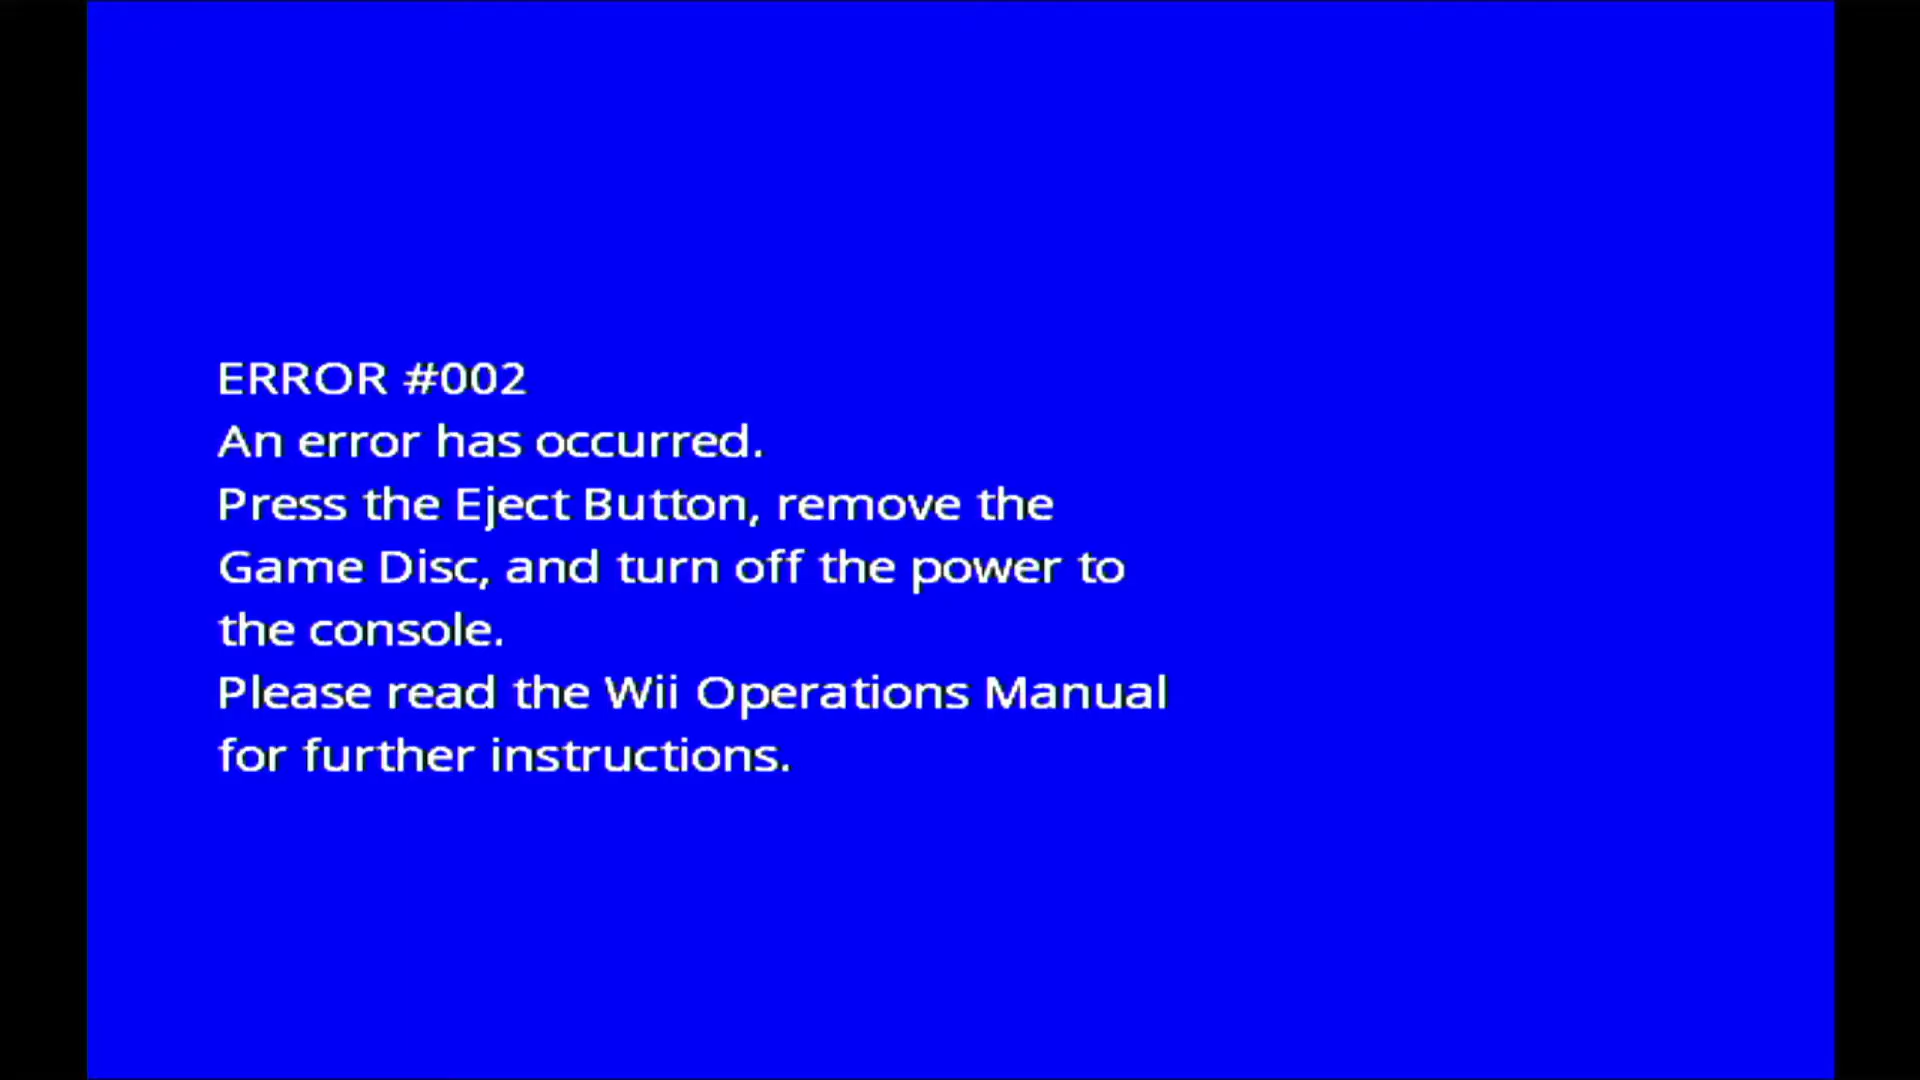 ERROR #002
An error has occurred.
Press the Eject Button, remove the
Game Disc, and turn off the power to
the console.
Please read the Wii Operations Manual
for further instructions.